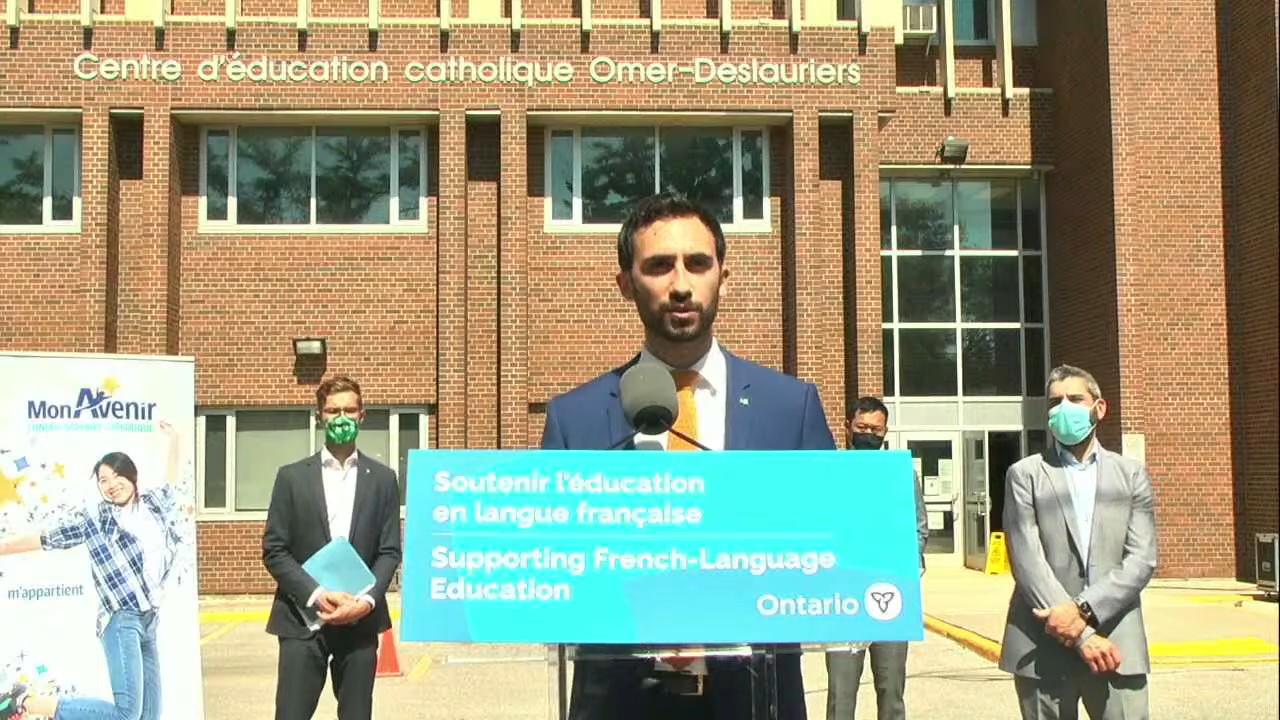 Centre d'éducation catholique Omer-Deslauriers
MonAvenir
m'appartient
Soutenir l'éducation
en langue française
Supporting French-Language
Education
Ontario